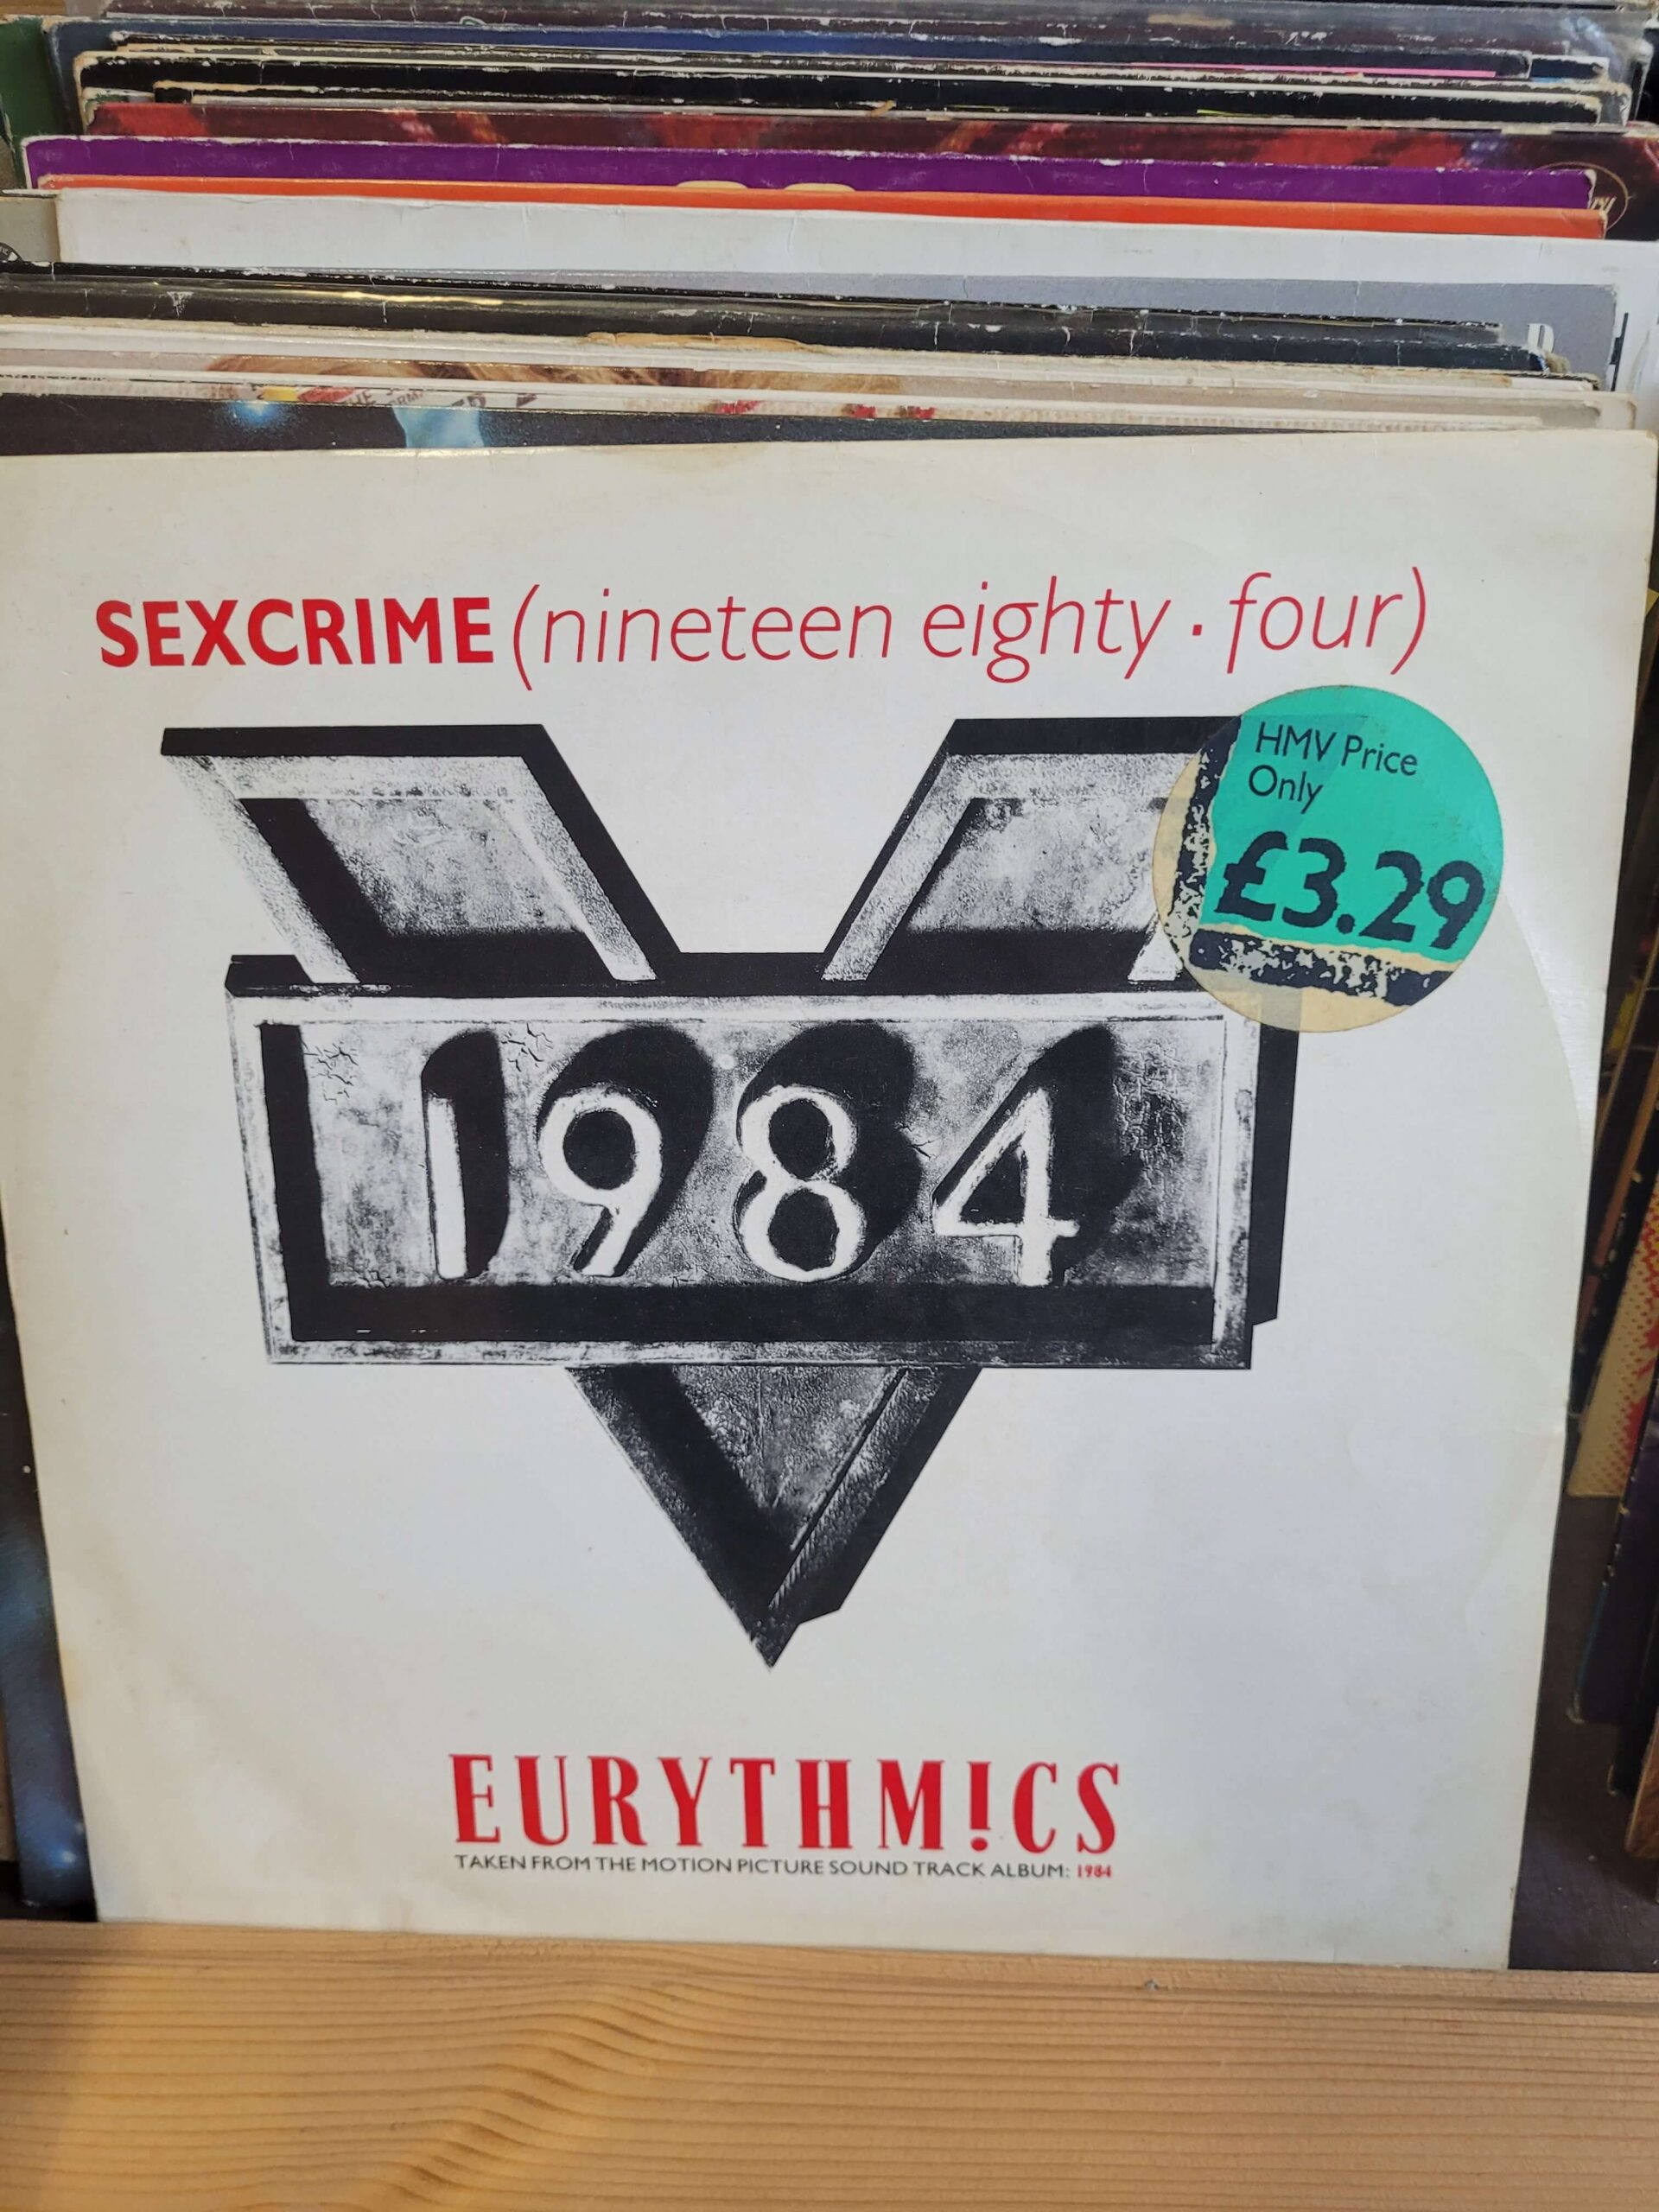 SEXCRIME (nineteen eighty · four)
HMV Price
Only
£3.29
1984
EURYTHM!CS
TAKEN FROM THE MOTION PICTURE SOUND TRACK ALBUM: 1984